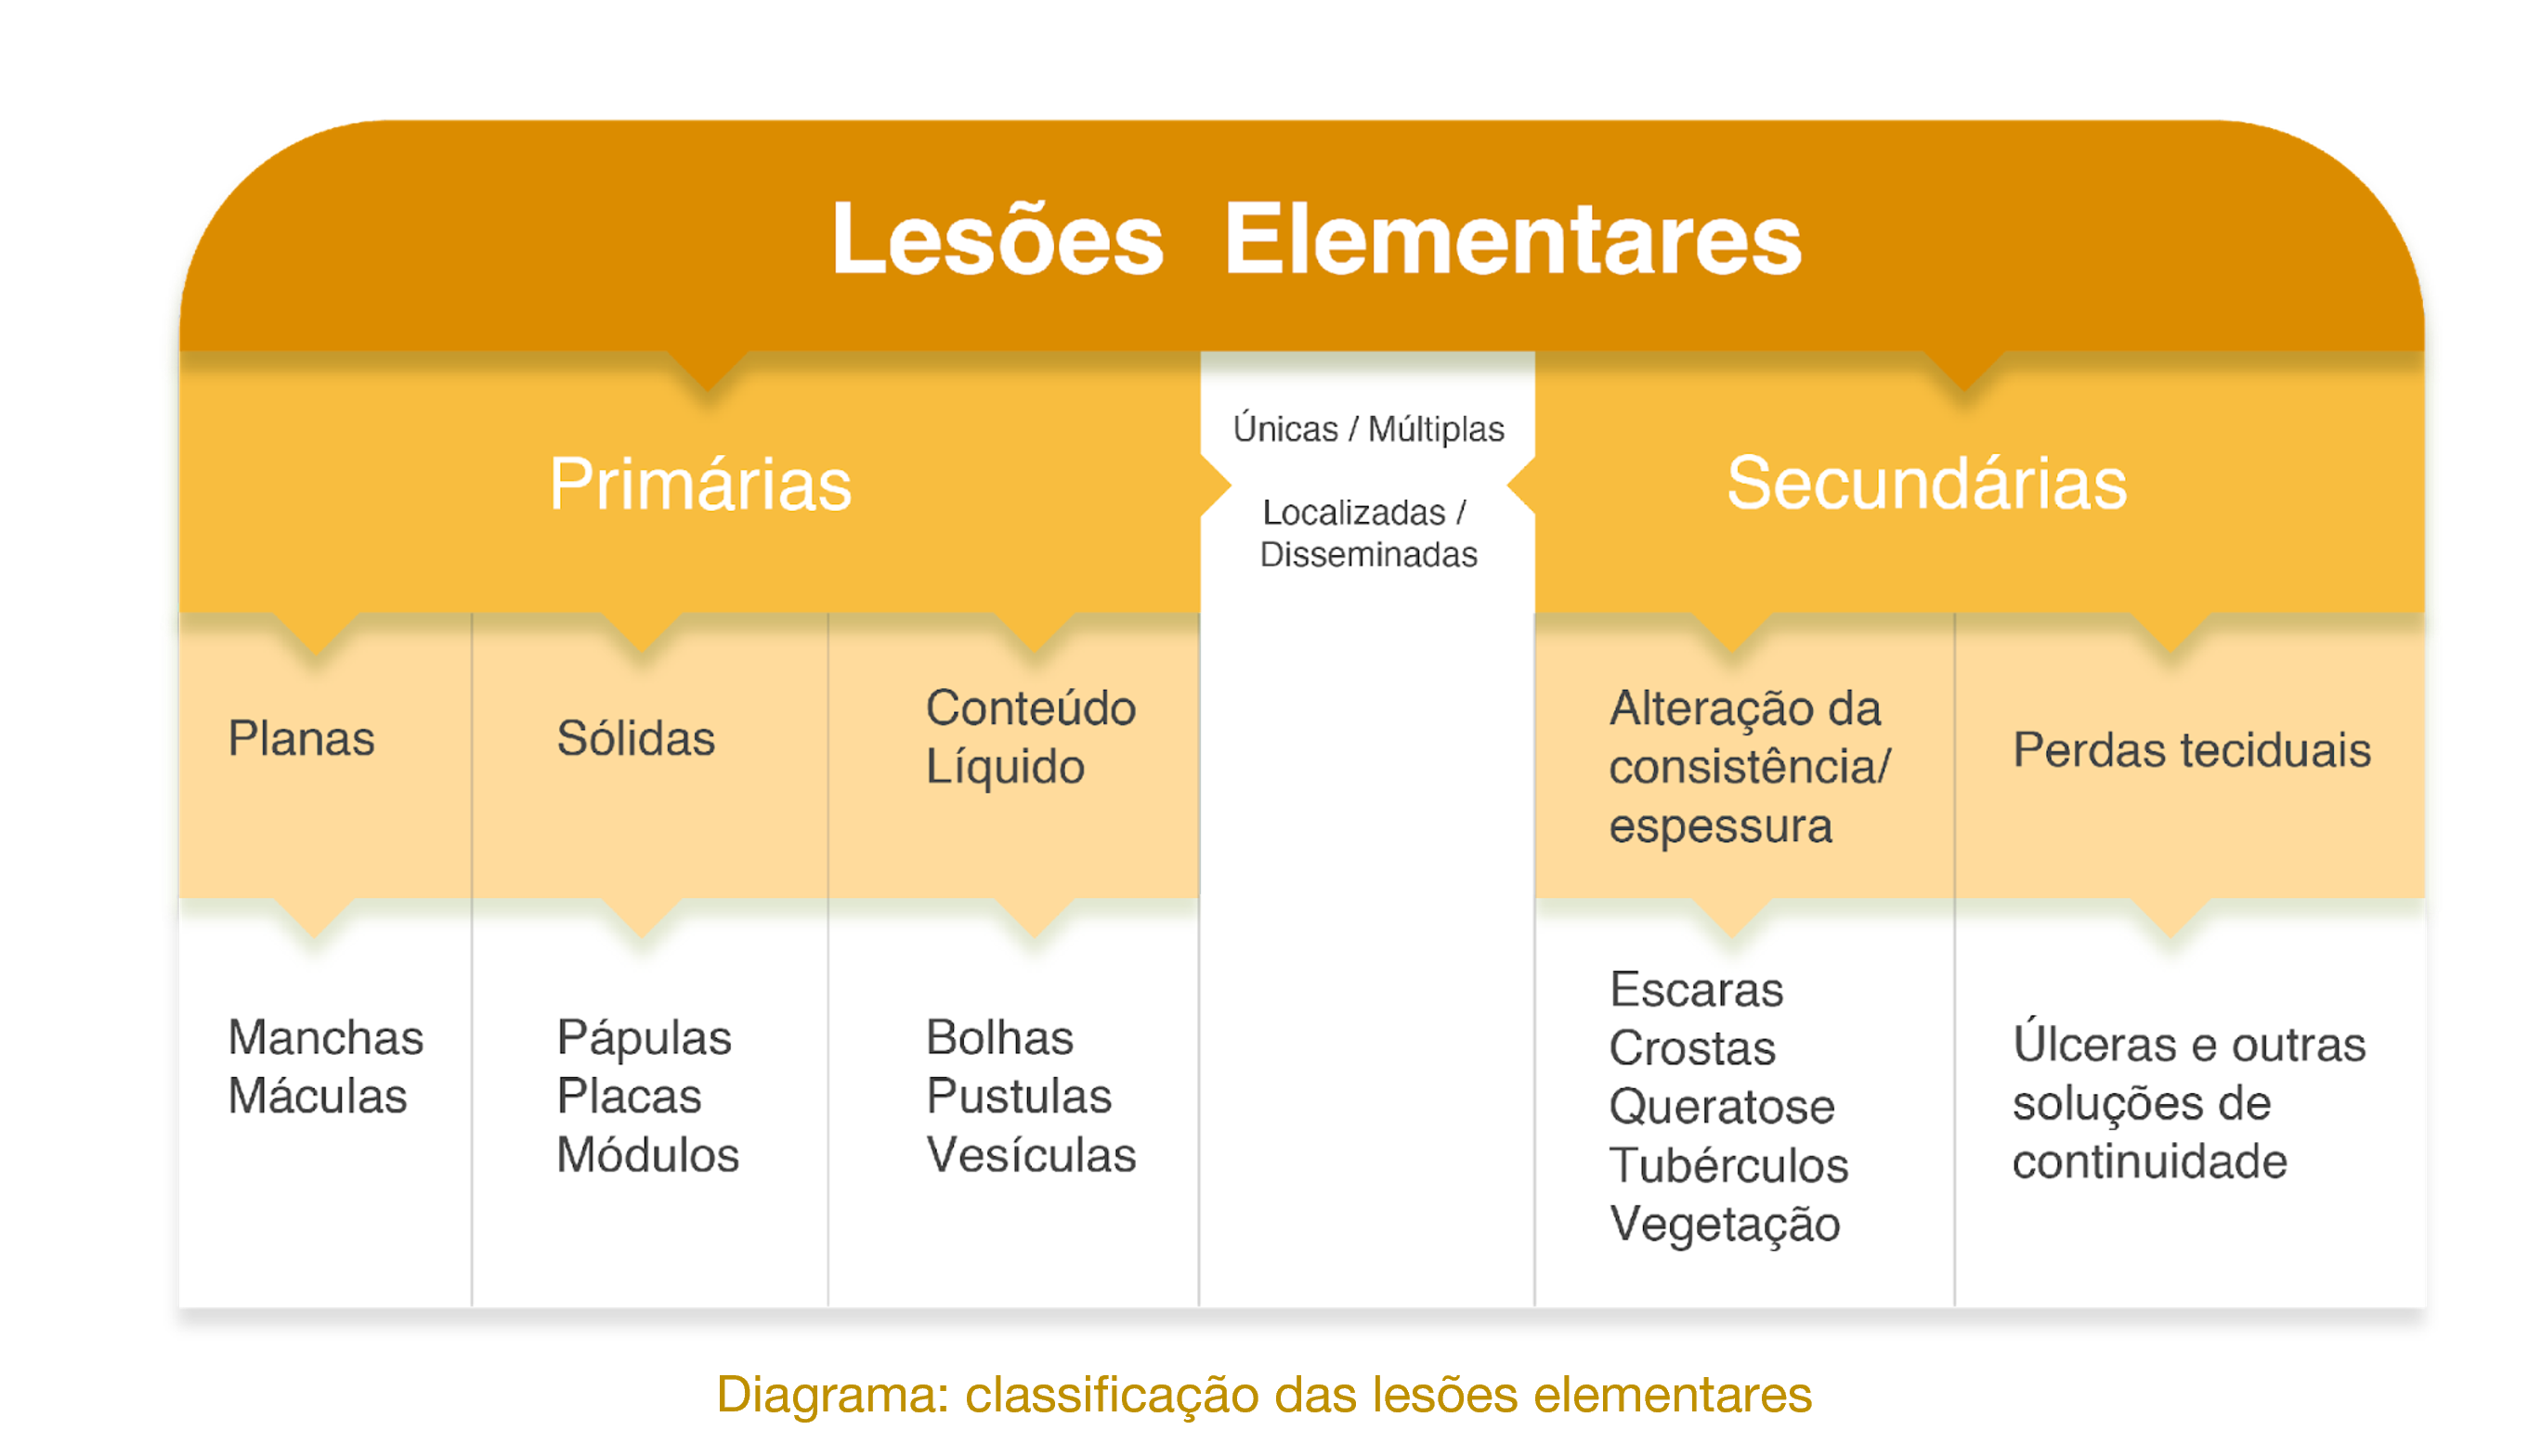 Lesões Elementares
Primárias
Únicas / Múltiplas
Localizadas /
Disseminadas
Secundárias
Planas
Sólidas
Conteúdo
Líquido
Alteração da
consistência/
espessura
Perdas teciduais
Manchas
Máculas
Pápulas
Placas
Módulos
Bolhas
Pustulas
Vesículas
Escaras
Crostas
Queratose
Tubérculos
Vegetação
Úlceras e outras
soluções de
continuidade
Diagrama: classificação das lesões elementares